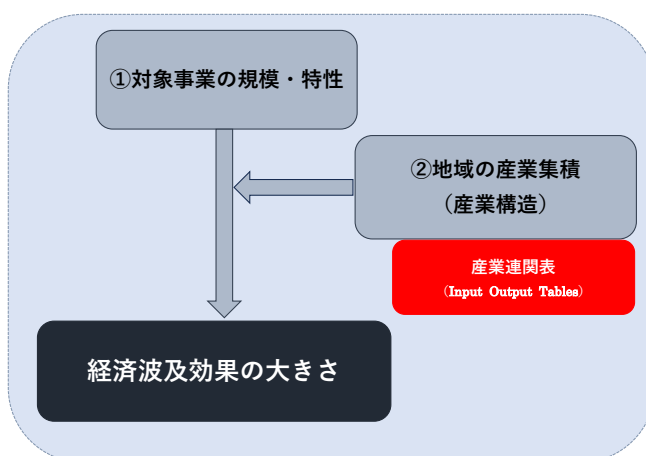 ①対象事業の規模・特性
②地域の産業集積
（産業構造）
産業連関表
（Input Output Tables）
経済波及効果の大きさ